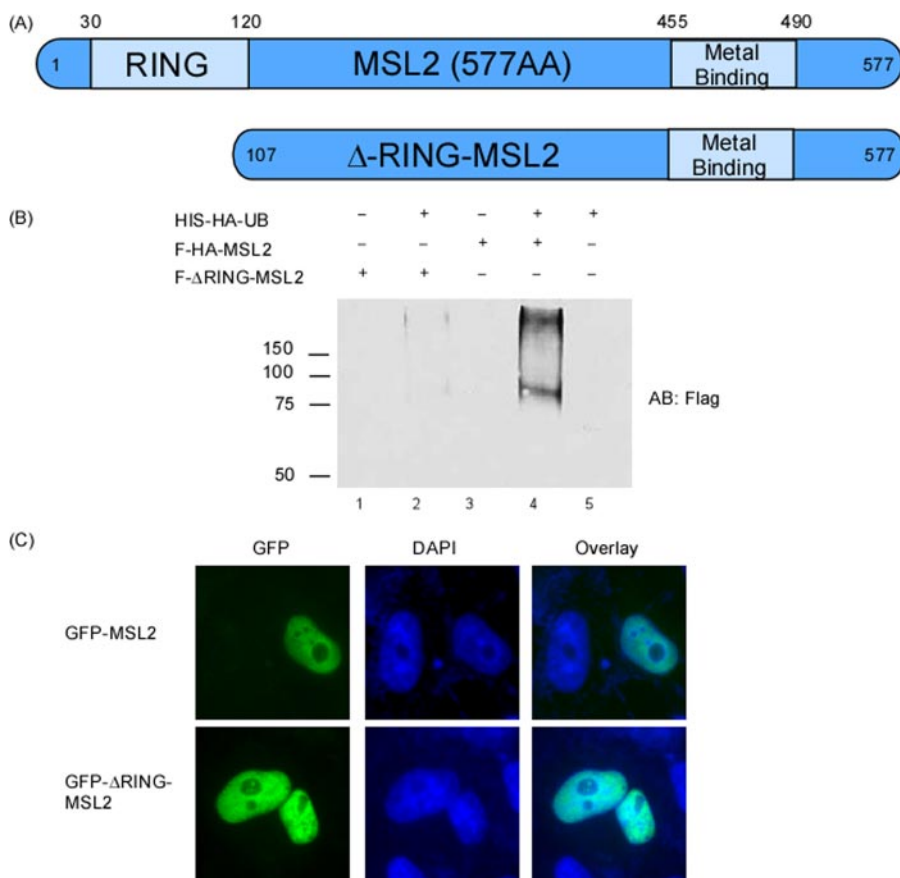 (A)
30 120 455 490
1 RING MSL2 (577AA) Metal Binding 577
107 Δ-RING-MSL2 Metal Binding 577
(B)
HIS-HA-UB – + – + +
F-HA-MSL2 – – + + –
F-ΔRING-MSL2 + + – – –
150
100
75
50
AB: Flag
1 2 3 4 5
(C)
GFP DAPI Overlay
GFP-MSL2
GFP-ΔRING-
MSL2